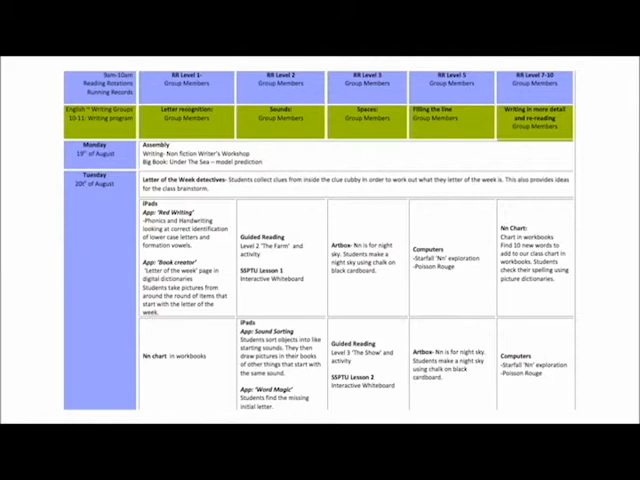 9am-10am
Reading Rotations
Running Records
RR Level 1-
Group Members
RR Level 2
Group Members
RR Level 3
Group Members
RR Level 5
Group Members
RR Level 7-10
Group Members
English – Writing Groups
10-11: Writing program
Letter recognition:
Group Members
Sounds:
Group Members
Spaces:
Group Members
Filling the line
Group Members
Writing in more detail
and re-reading
Group Members
Monday
19th of August
Assembly
Writing- Non fiction Writer's Workshop
Big Book: Under The Sea – model prediction
Tuesday
20t of August
Letter of the Week detectives- Students collect clues from inside the clue cubby in order to work out what they letter of the week is. This also provides ideas
for the class brainstorm.
iPads
App: 'Red Writing'
-Phonics and Handwriting
looking at correct identification
of lower case letters and
formation vowels.
App: 'Book creator'
'Letter of the week' page in
digital dictionaries
Students take pictures from
around the round of items that
start with the letter of the
week.
Guided Reading
Level 2 'The Farm' and
activity
SSPTU Lesson 1
Interactive Whiteboard
Artbox- Nn is for night
sky. Students make a
night sky using chalk on
black cardboard.
Computers
-Starfall 'Nn' exploration
-Poisson Rouge
Nn Chart:
Chart in workbooks
Find 10 new words to
add to our class chart in
workbooks. Students
check their spelling using
picture dictionaries.
Nn chart in workbooks
iPads
App: Sound Sorting
Students sort objects into like
starting sounds. They then
draw pictures in their books
of other things that start with
the same sound.
App: 'Word Magic'
Students find the missing
initial letter.
Guided Reading
Level 3 'The Show' and
activity
SSPTU Lesson 2
Interactive Whiteboard
Artbox- Nn is for night sky.
Students make a night sky
using chalk on black
cardboard.
Computers
-Starfall 'Nn' exploration
-Poisson Rouge